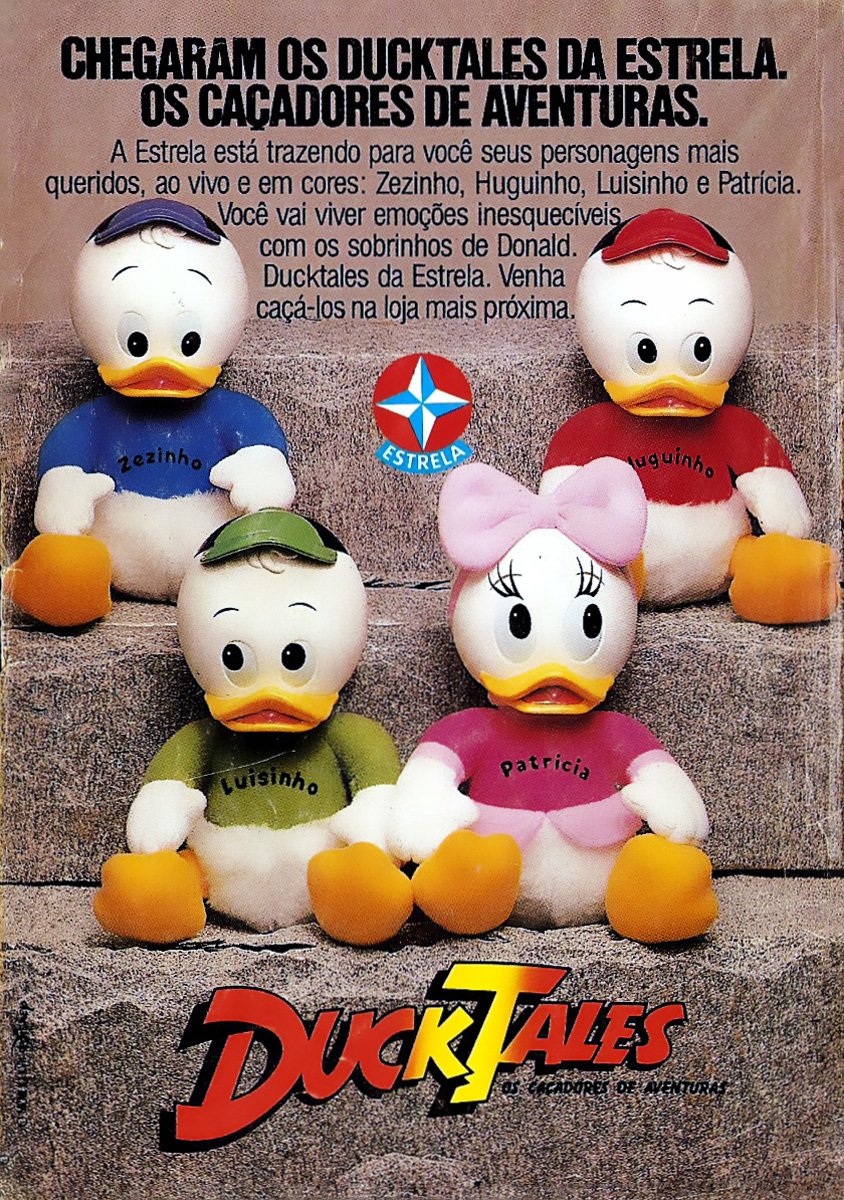 CHEGARAM OS DUCKTALES DA ESTRELA.
OS CAÇADORES DE AVENTURAS.
A Estrela está trazendo para você seus personagens mais
queridos, ao vivo e em cores: Zezinho, Huguinho, Luisinho e Patrícia.
Você vai viver emoções inesquecíveis
com os sobrinhos de Donald.
Ducktales da Estrela. Venha
caçá-los na loja mais próxima.
ESTRELA
Zezinho
uguinho
Luisinho
Patricia
DUCKTALES
OS CAÇADORES DE AVENTURAS